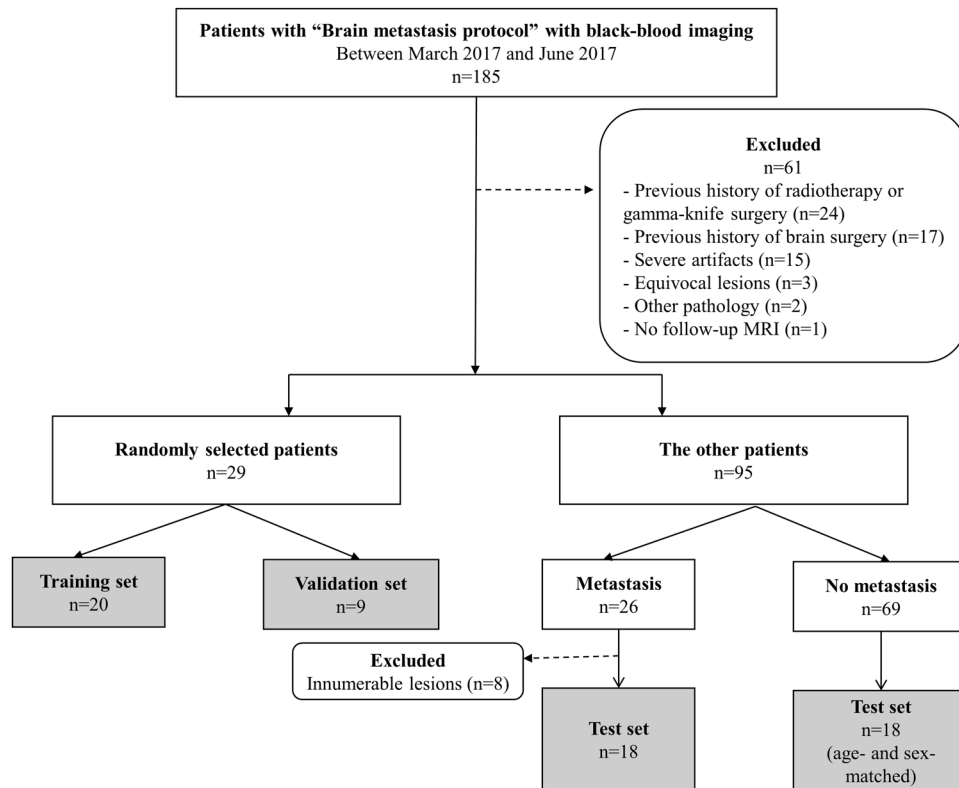 Patients with “Brain metastasis protocol” with black-blood imaging
Between March 2017 and June 2017
n=185
Excluded
n=61
- Previous history of radiotherapy or
gamma-knife surgery (n=24)
- Previous history of brain surgery (n=17)
- Severe artifacts (n=15)
- Equivocal lesions (n=3)
- Other pathology (n=2)
- No follow-up MRI (n=1)
Randomly selected patients
n=29
The other patients
n=95
Training set
n=20
Validation set
n=9
Metastasis
n=26
No metastasis
n=69
Excluded
Innumerable lesions (n=8)
Test set
n=18
Test set
n=18
(age- and sex-
matched)